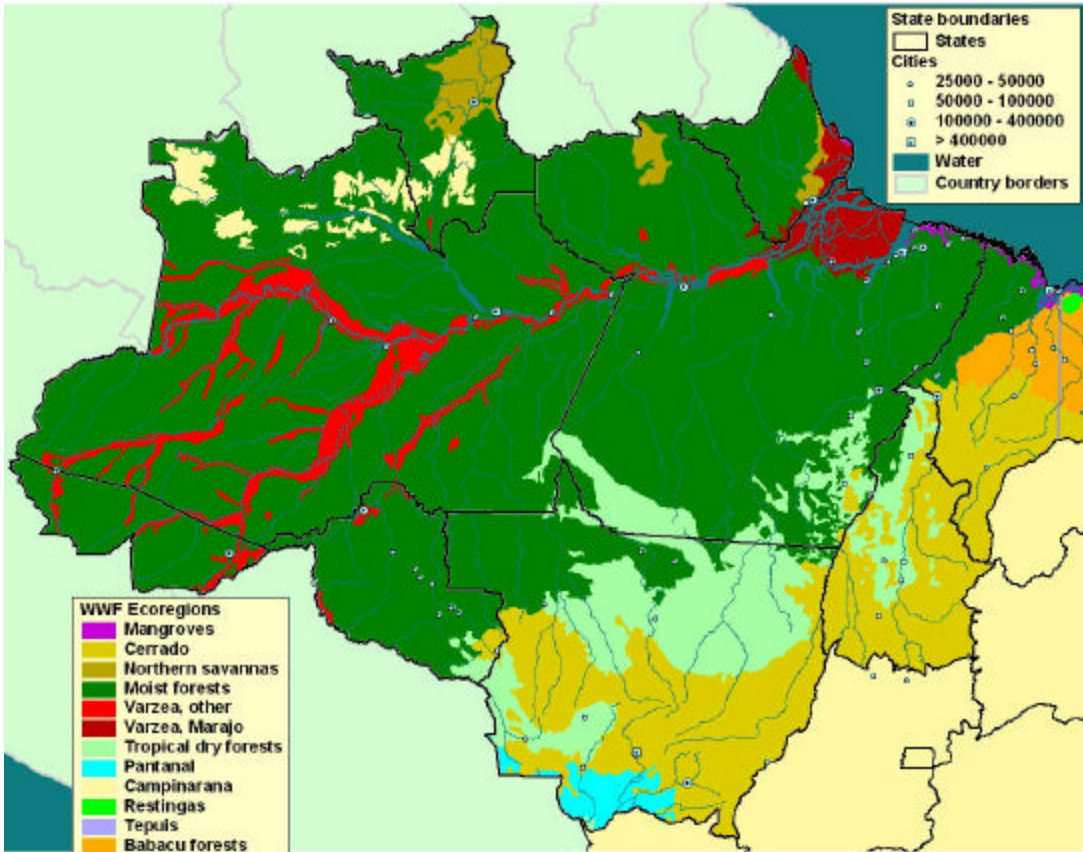 State boundaries
States
Cities
25000 - 50000
50000 - 100000
100000 - 400000
> 400000
Water
Country borders
WWF Ecoregions
Mangroves
Cerrado
Northern savannas
Moist forests
Varzea, other
Varzea, Marajo
Tropical dry forests
Pantanal
Campinarana
Restingas
Tepuis
Babacu forests